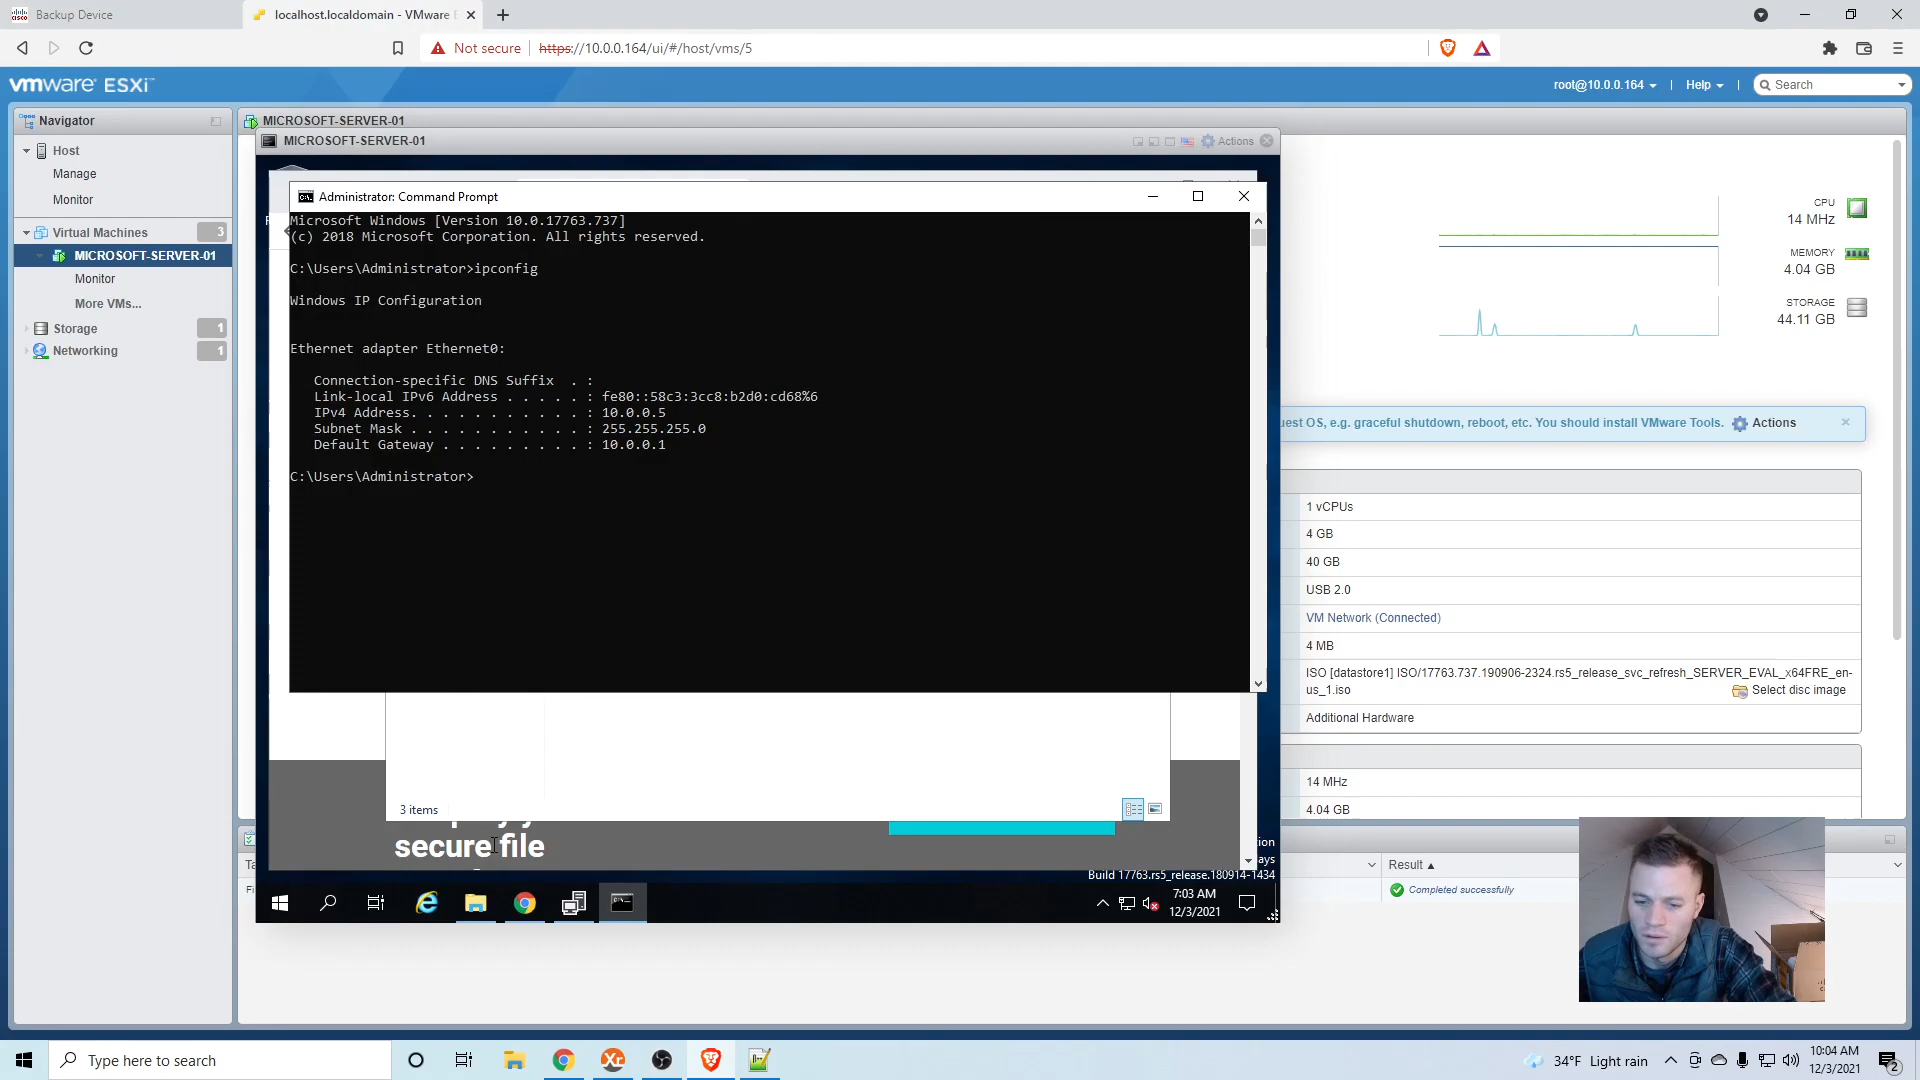 Backup Device
localhost.localdomain - VMware E
Not secure
https://10.0.0.164/ui/#/host/vms/5
vmware ESXi
root@10.0.0.164
Help
Search
Navigator
Host
Manage
Monitor
Virtual Machines
3
MICROSOFT-SERVER-01
Monitor
More VMs...
Storage
1
Networking
1
MICROSOFT-SERVER-01
MICROSOFT-SERVER-01
Actions
Administrator: Command Prompt
Microsoft Windows [Version 10.0.17763.737]
(c) 2018 Microsoft Corporation. All rights reserved.
C:\Users\Administrator>ipconfig
Windows IP Configuration
Ethernet adapter Ethernet0:
Connection-specific DNS Suffix  . :
Link-local IPv6 Address . . . . . : fe80::58c3:3cc8:b2d0:cd68%6
IPv4 Address. . . . . . . . . . . : 10.0.0.5
Subnet Mask . . . . . . . . . . . : 255.255.255.0
Default Gateway . . . . . . . . . : 10.0.0.1
C:\Users\Administrator>
3 items
secure file
Build 17763.rs5_release.180914-1434
7:03 AM
12/3/2021
CPU
14 MHz
MEMORY
4.04 GB
STORAGE
44.11 GB
uest OS, e.g. graceful shutdown, reboot, etc. You should install VMware Tools.
Actions
1 vCPUs
4 GB
40 GB
USB 2.0
VM Network (Connected)
4 MB
ISO [datastore1] ISO/17763.737.190906-2324.rs5_release_svc_refresh_SERVER_EVAL_x64FRE_en-
us_1.iso
Select disc image
Additional Hardware
14 MHz
4.04 GB
Result
Completed successfully
Type here to search
34°F Light rain
10:04 AM
12/3/2021
2